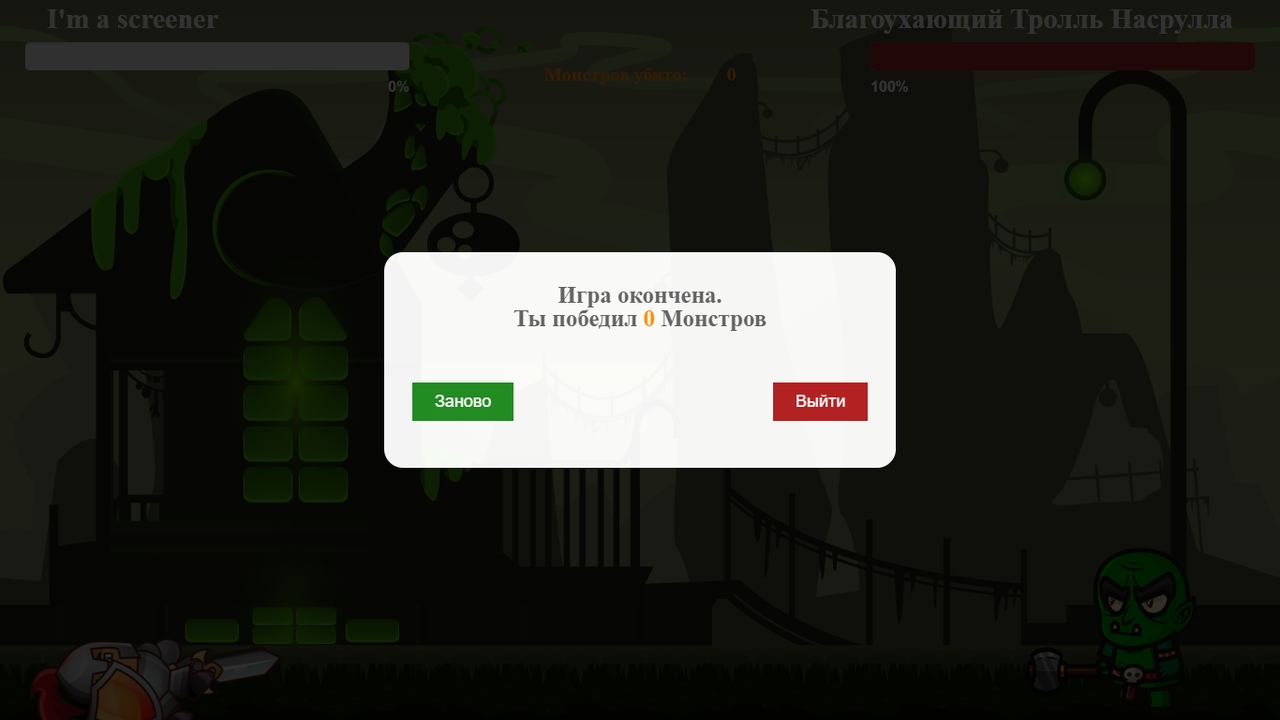 I'm a screener
Благоухающий Тролль Насрулла
0%
Монстров убито: 0
100%
Игра окончена.
Ты победил 0 Монстров
Заново
Выйти